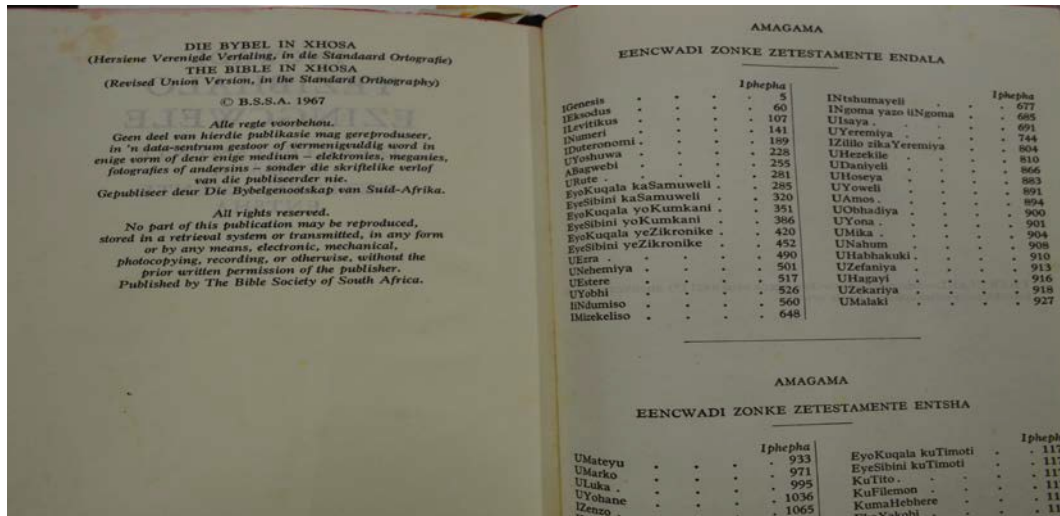 DIE BYBEL IN XHOSA
(Hersiene Verenigde Vertaling, in die Standaard Ortografie)
THE BIBLE IN XHOSA
(Revised Union Version, in the Standard Orthography)
© B.S.S.A. 1967
Alle regte voorbehou.
Geen deel van hierdie publikasie mag gereproduseer,
in 'n data-sentrum gestoor of vermenigvuldig word in
enige vorm of deur enige medium – elektronies, meganies,
fotografies of andersins – sonder die skriftelike verlof
van die publiseerder nie.
Gepubliseer deur Die Bybelgenootskap van Suid-Afrika.
All rights reserved.
No part of this publication may be reproduced,
stored in a retrieval system or transmitted, in any form
or by any means, electronic, mechanical,
photocopying, recording, or otherwise, without the
prior written permission of the publisher.
Published by The Bible Society of South Africa.
AMAGAMA
EENCWADI ZONKE ZETESTAMENTE ENDALA
Iphepha
IGenesis . . . . 5
IEksodus . . . . 60
ILevitikus . . . . 107
INumeri . . . . 141
IDuteronomi . . . . 189
UYoshuwa . . . . 228
ABagwebi . . . . 255
URute . . . . . 281
EyoKuqala kaSamuweli . . 285
EyeSibini kaSamuweli . . 320
EyoKuqala yoKumkani . . 351
EyeSibini yoKumkani . . 386
EyoKuqala yeZikronike . . 420
EyeSibini yeZikronike . . 452
UEzra . . . . . 490
UNehemiya . . . . 501
UEstere . . . . 517
UYobhi . . . . 526
IiNdumiso . . . . 560
IMizekeliso . . . . 648
Iphepha
INtshumayeli . . . 677
INgoma yazo iiNgoma . . 685
UIsaya . . . . . 691
UYeremiya . . . . 744
IZililo zikaYeremiya . . 804
UHezekile . . . . 810
UDaniyeli . . . . 866
UHoseya . . . . 883
UYoweli . . . . 891
UAmos . . . . . 894
UObhadiya . . . . 900
UYona . . . . . 901
UMika . . . . . 904
UNahum . . . . 908
UHabhakuki . . . . 910
UZefaniya . . . . 913
UHagayi . . . . 916
UZekariya . . . . 918
UMalaki . . . . 927
AMAGAMA
EENCWADI ZONKE ZETESTAMENTE ENTSHA
Iphepha
UMateyu . . . . 933
UMarko . . . . 971
ULuka . . . . . 995
UYohane . . . . 1036
IZenzo . . . . 1065
EyoKuqala kuTimoti
EyeSibini kuTimoti
KuTito
KuFilemon
KumaHebhere